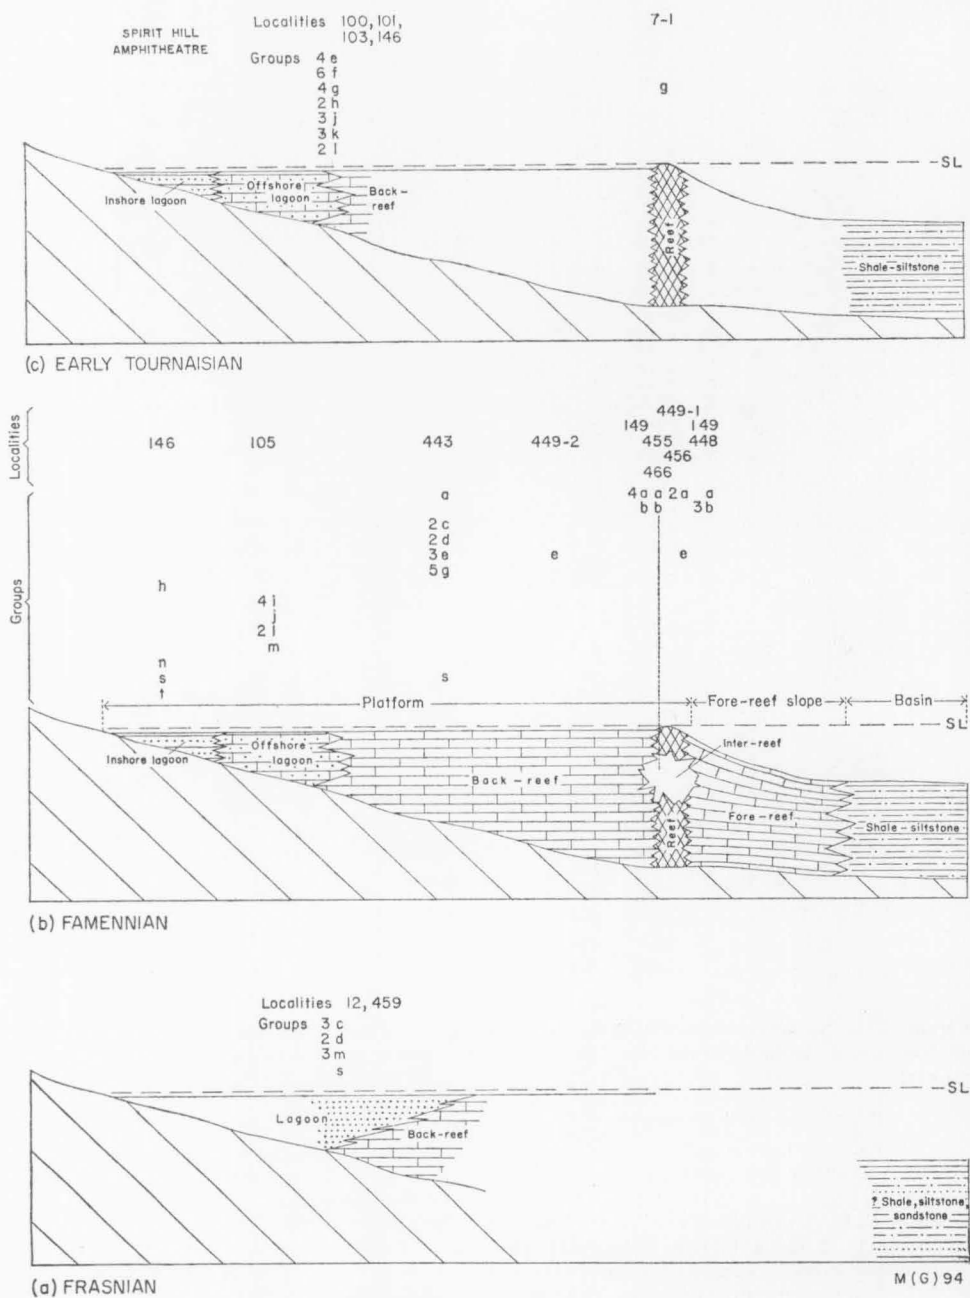 SPIRIT HILL
AMPHITHEATRE
Localities 100, 101,
103, 146
Groups 4 e
6 f
4 g
2 h
3 j
3 k
2 l
7-1
g
SL
Inshore lagoon
Offshore
lagoon
Back-
reef
Reef
Shale-siltstone
(c) EARLY TOURNAISIAN
Localities
146
105
443
449-2
449-1
149 149
455 448
456
466
Groups
a
4 a a 2 a a
b b 3 b
2 c
2 d
3 e
e
e
5 g
h
4 i
j
2 l
m
n
s
s
t
Platform
Fore-reef slope
Basin
SL
Inshore lagoon
Offshore
lagoon
Back-reef
Inter-reef
Reef
Fore-reef
Shale-siltstone
(b) FAMENNIAN
Localities 12, 459
Groups 3 c
2 d
3 m
s
SL
Lagoon
Back-reef
? Shale, siltstone,
sandstone
(a) FRASNIAN
M(G)94